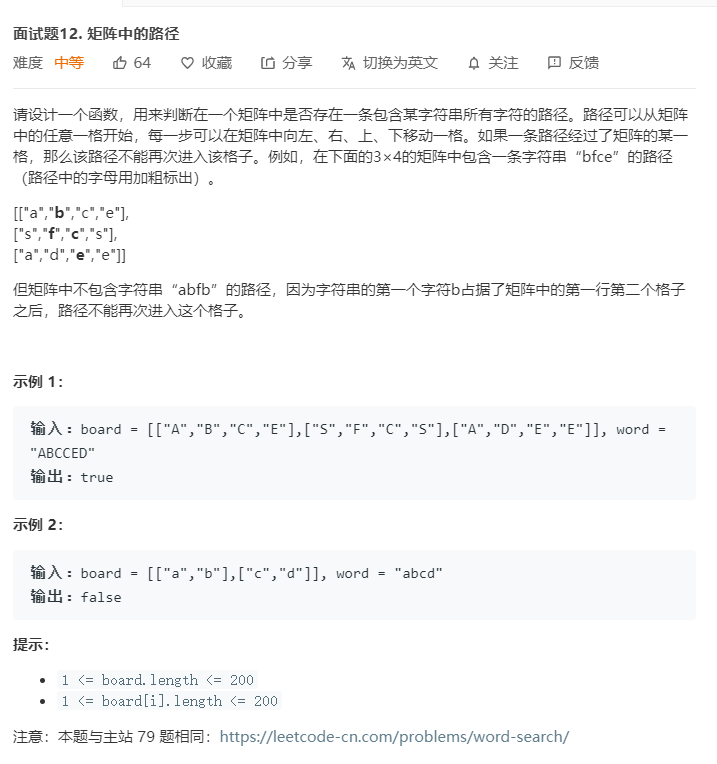 面试题12. 矩阵中的路径
难度 中等 64 收藏 分享 切换为英文 关注 反馈
请设计一个函数，用来判断在一个矩阵中是否存在一条包含某字符串所有字符的路径。路径可以从矩阵
中的任意一格开始，每一步可以在矩阵中向左、右、上、下移动一格。如果一条路径经过了矩阵的某一
格，那么该路径不能再次进入该格子。例如，在下面的3×4的矩阵中包含一条字符串“bfce”的路径
（路径中的字母用加粗标出）。
[["a","b","c","e"],
["s","f","c","s"],
["a","d","e","e"]]
但矩阵中不包含字符串“abfb”的路径，因为字符串的第一个字符b占据了矩阵中的第一行第二个格子
之后，路径不能再次进入这个格子。
示例 1：
输入：board = [["A","B","C","E"],["S","F","C","S"],["A","D","E","E"]], word =
"ABCCED"
输出：true
示例 2：
输入：board = [["a","b"],["c","d"]], word = "abcd"
输出：false
提示：
1 <= board.length <= 200
1 <= board[i].length <= 200
注意：本题与主站 79 题相同：https://leetcode-cn.com/problems/word-search/